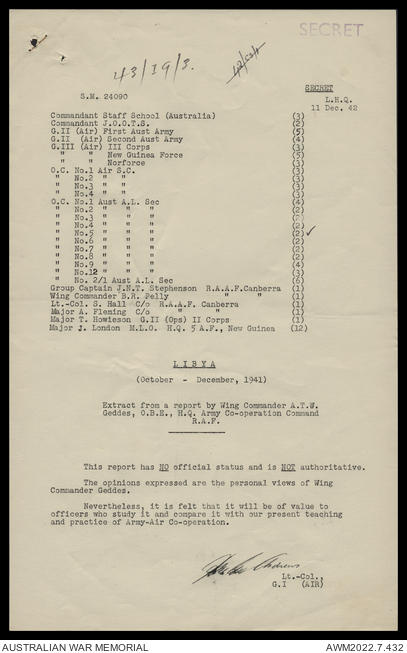 SECRET
43/19/3.
S.M. 24090
SECRET
L.H.Q.
11 Dec. 42
Commandant Staff School (Australia) (3)
Commandant J.O.O.T.S. (2)
G.II (Air) First Aust Army (5)
G.II (Air) Second Aust Army (4)
G.III (Air) III Corps (3)
" " New Guinea Force (5)
" " Norforce (3)
O.C. No.1 Air S.C. (3)
" No.2 " " (3)
" No.3 " " (3)
" No.4 " " (3)
O.C. No.1 Aust A.L. Sec (4)
" No.2 " " " (2)
" No.3 " " "
" No.4 " " " (2)
" No.5 " " " (2) ✓
" No.6 " " " (2)
" No.7 " " " (2)
" No.8 " " " (2)
" No.9 " " " (4)
" No.12 " " " (3)
" No. 2/1 Aust A.L. Sec (6)
Group Captain J.N.T. Stephenson R.A.A.F.Canberra (1)
Wing Commander B.R. Pelly " " (1)
Lt.-Col. S. Hall C/o R.A.A.F. Canberra (1)
Major A. Fleming C/o " " (1)
Major T. Howieson G.II (Ops) II Corps (1)
Major J. London M.L.O. H.Q. 5 A.F., New Guinea (12)
LIBYA
(October - December, 1941)
Extract from a report by Wing Commander A.T.W.
Geddes, O.B.E., H.Q. Army Co-operation Command
R.A.F.
This report has NO official status and is NOT authoritative.
The opinions expressed are the personal views of Wing
Commander Geddes.
Nevertheless, it is felt that it will be of value to
officers who study it and compare it with our present teaching
and practice of Army-Air Co-operation.
Lt.-Col.,
G.I (AIR)
AUSTRALIAN WAR MEMORIAL
AWM2022.7.432